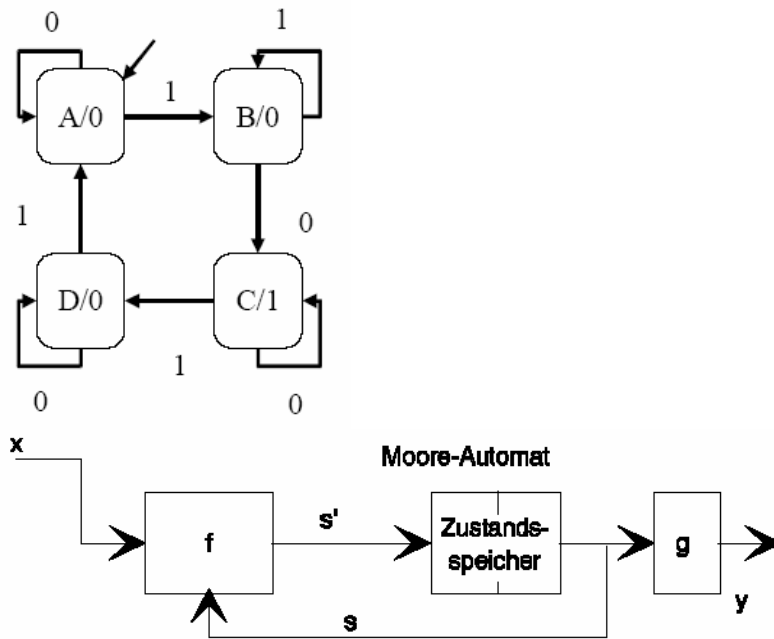 0
1
A/0
1
B/0
1
0
D/0
C/1
0
1
0
x
Moore-Automat
f
s'
Zustands-
speicher
g
s
y